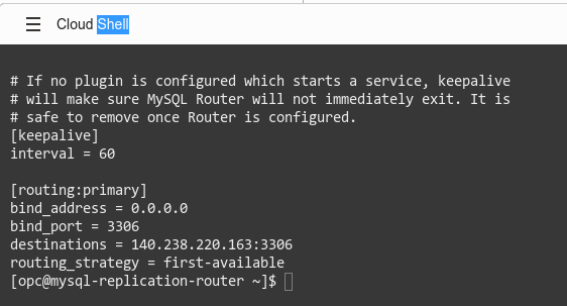 Cloud Shell
# If no plugin is configured which starts a service, keepalive
# will make sure MySQL Router will not immediately exit. It is
# safe to remove once Router is configured.
[keepalive]
interval = 60
[routing:primary]
bind_address = 0.0.0.0
bind_port = 3306
destinations = 140.238.220.163:3306
routing_strategy = first-available
[opc@mysql-replication-router ~]$